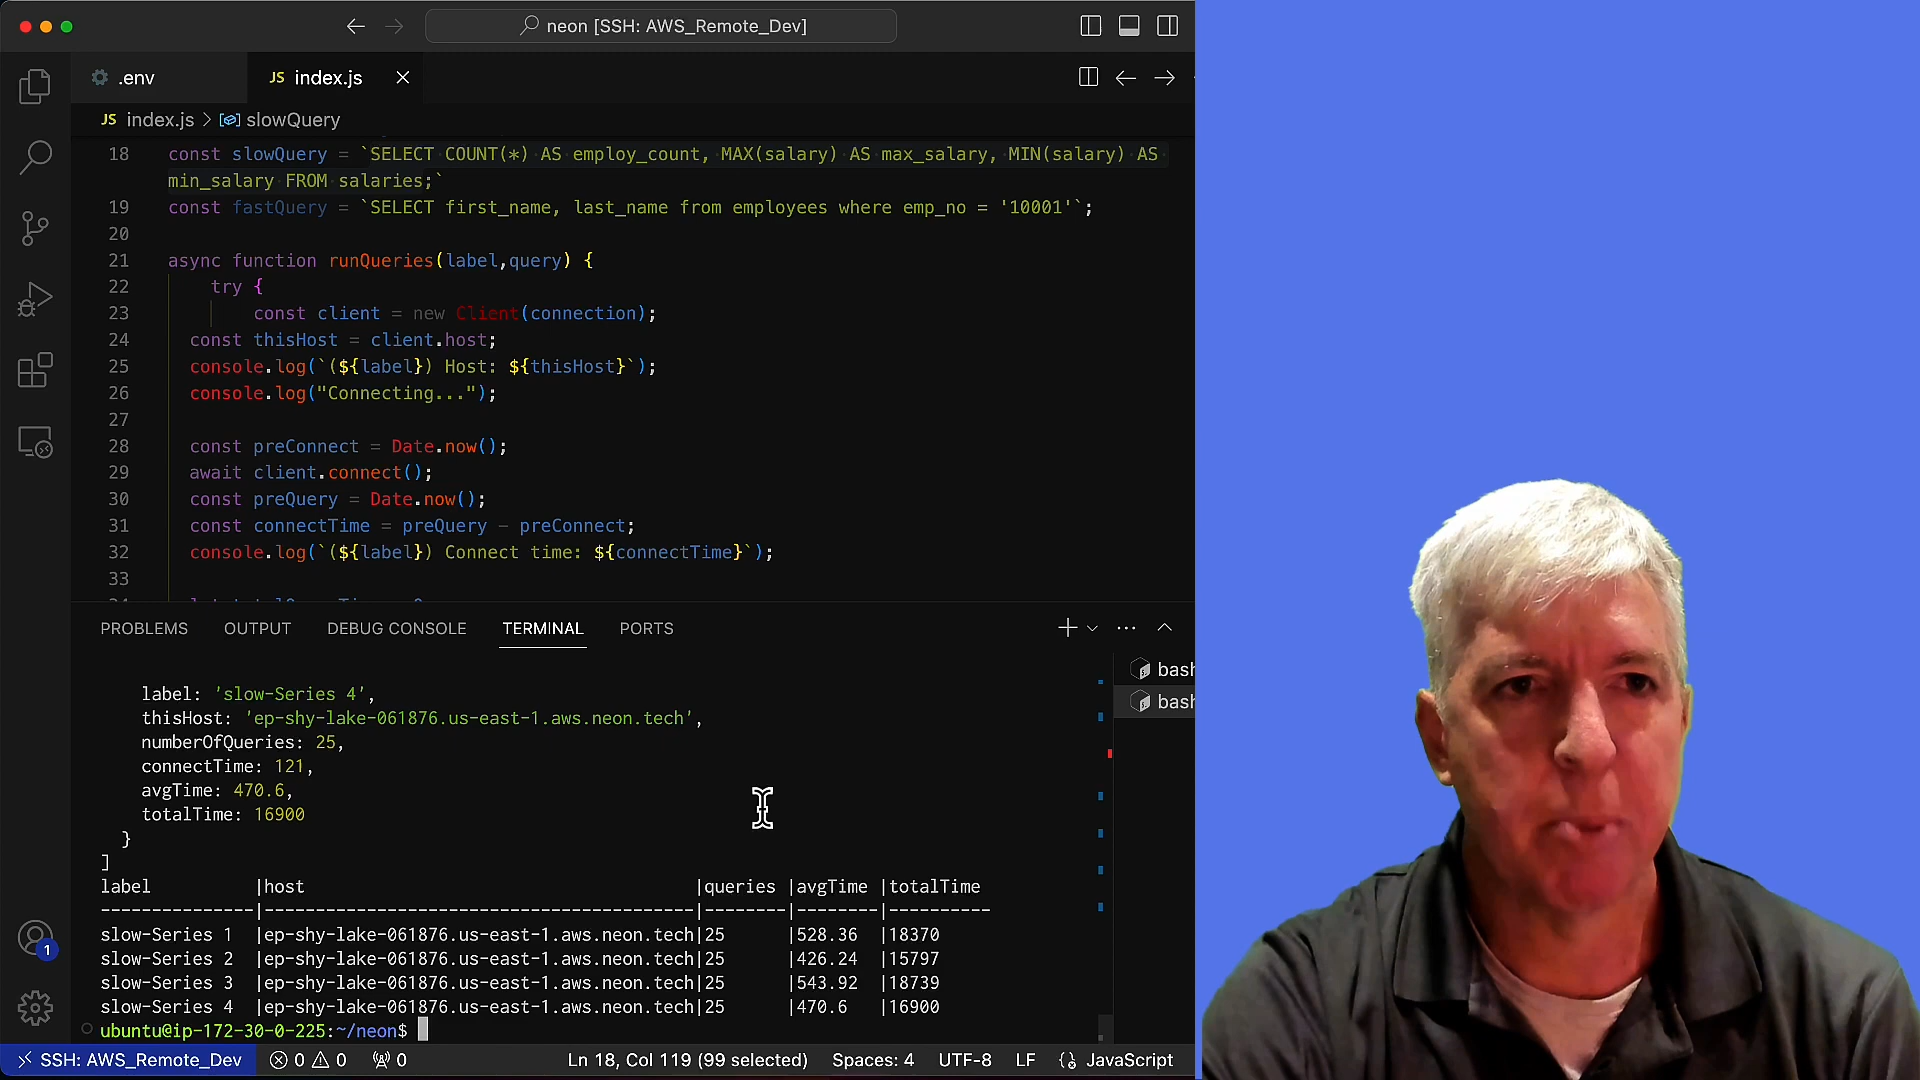 neon [SSH: AWS_Remote_Dev]
.env
JS index.js
JS index.js > slowQuery
18 const slowQuery = `SELECT COUNT(*) AS employ_count, MAX(salary) AS max_salary, MIN(salary) AS
min_salary FROM salaries;`
19 const fastQuery = `SELECT first_name, last_name from employees where emp_no = '10001'`;
20
21 async function runQueries(label,query) {
22 try {
23 const client = new Client(connection);
24 const thisHost = client.host;
25 console.log(`(${label}) Host: ${thisHost}`);
26 console.log("Connecting...");
27
28 const preConnect = Date.now();
29 await client.connect();
30 const preQuery = Date.now();
31 const connectTime = preQuery - preConnect;
32 console.log(`(${label}) Connect time: ${connectTime}`);
33
PROBLEMS OUTPUT DEBUG CONSOLE TERMINAL PORTS
bash
bash
label: 'slow-Series 4',
thisHost: 'ep-shy-lake-061876.us-east-1.aws.neon.tech',
numberOfQueries: 25,
connectTime: 121,
avgTime: 470.6,
totalTime: 16900
}
]
label |host |queries |avgTime |totalTime
---------------|------------------------------------------|--------|--------|----------
slow-Series 1 |ep-shy-lake-061876.us-east-1.aws.neon.tech|25 |528.36 |18370
slow-Series 2 |ep-shy-lake-061876.us-east-1.aws.neon.tech|25 |426.24 |15797
slow-Series 3 |ep-shy-lake-061876.us-east-1.aws.neon.tech|25 |543.92 |18739
slow-Series 4 |ep-shy-lake-061876.us-east-1.aws.neon.tech|25 |470.6 |16900
ubuntu@ip-172-30-0-225:~/neon$
1
SSH: AWS_Remote_Dev 0 0 0 Ln 18, Col 119 (99 selected) Spaces: 4 UTF-8 LF {} JavaScript